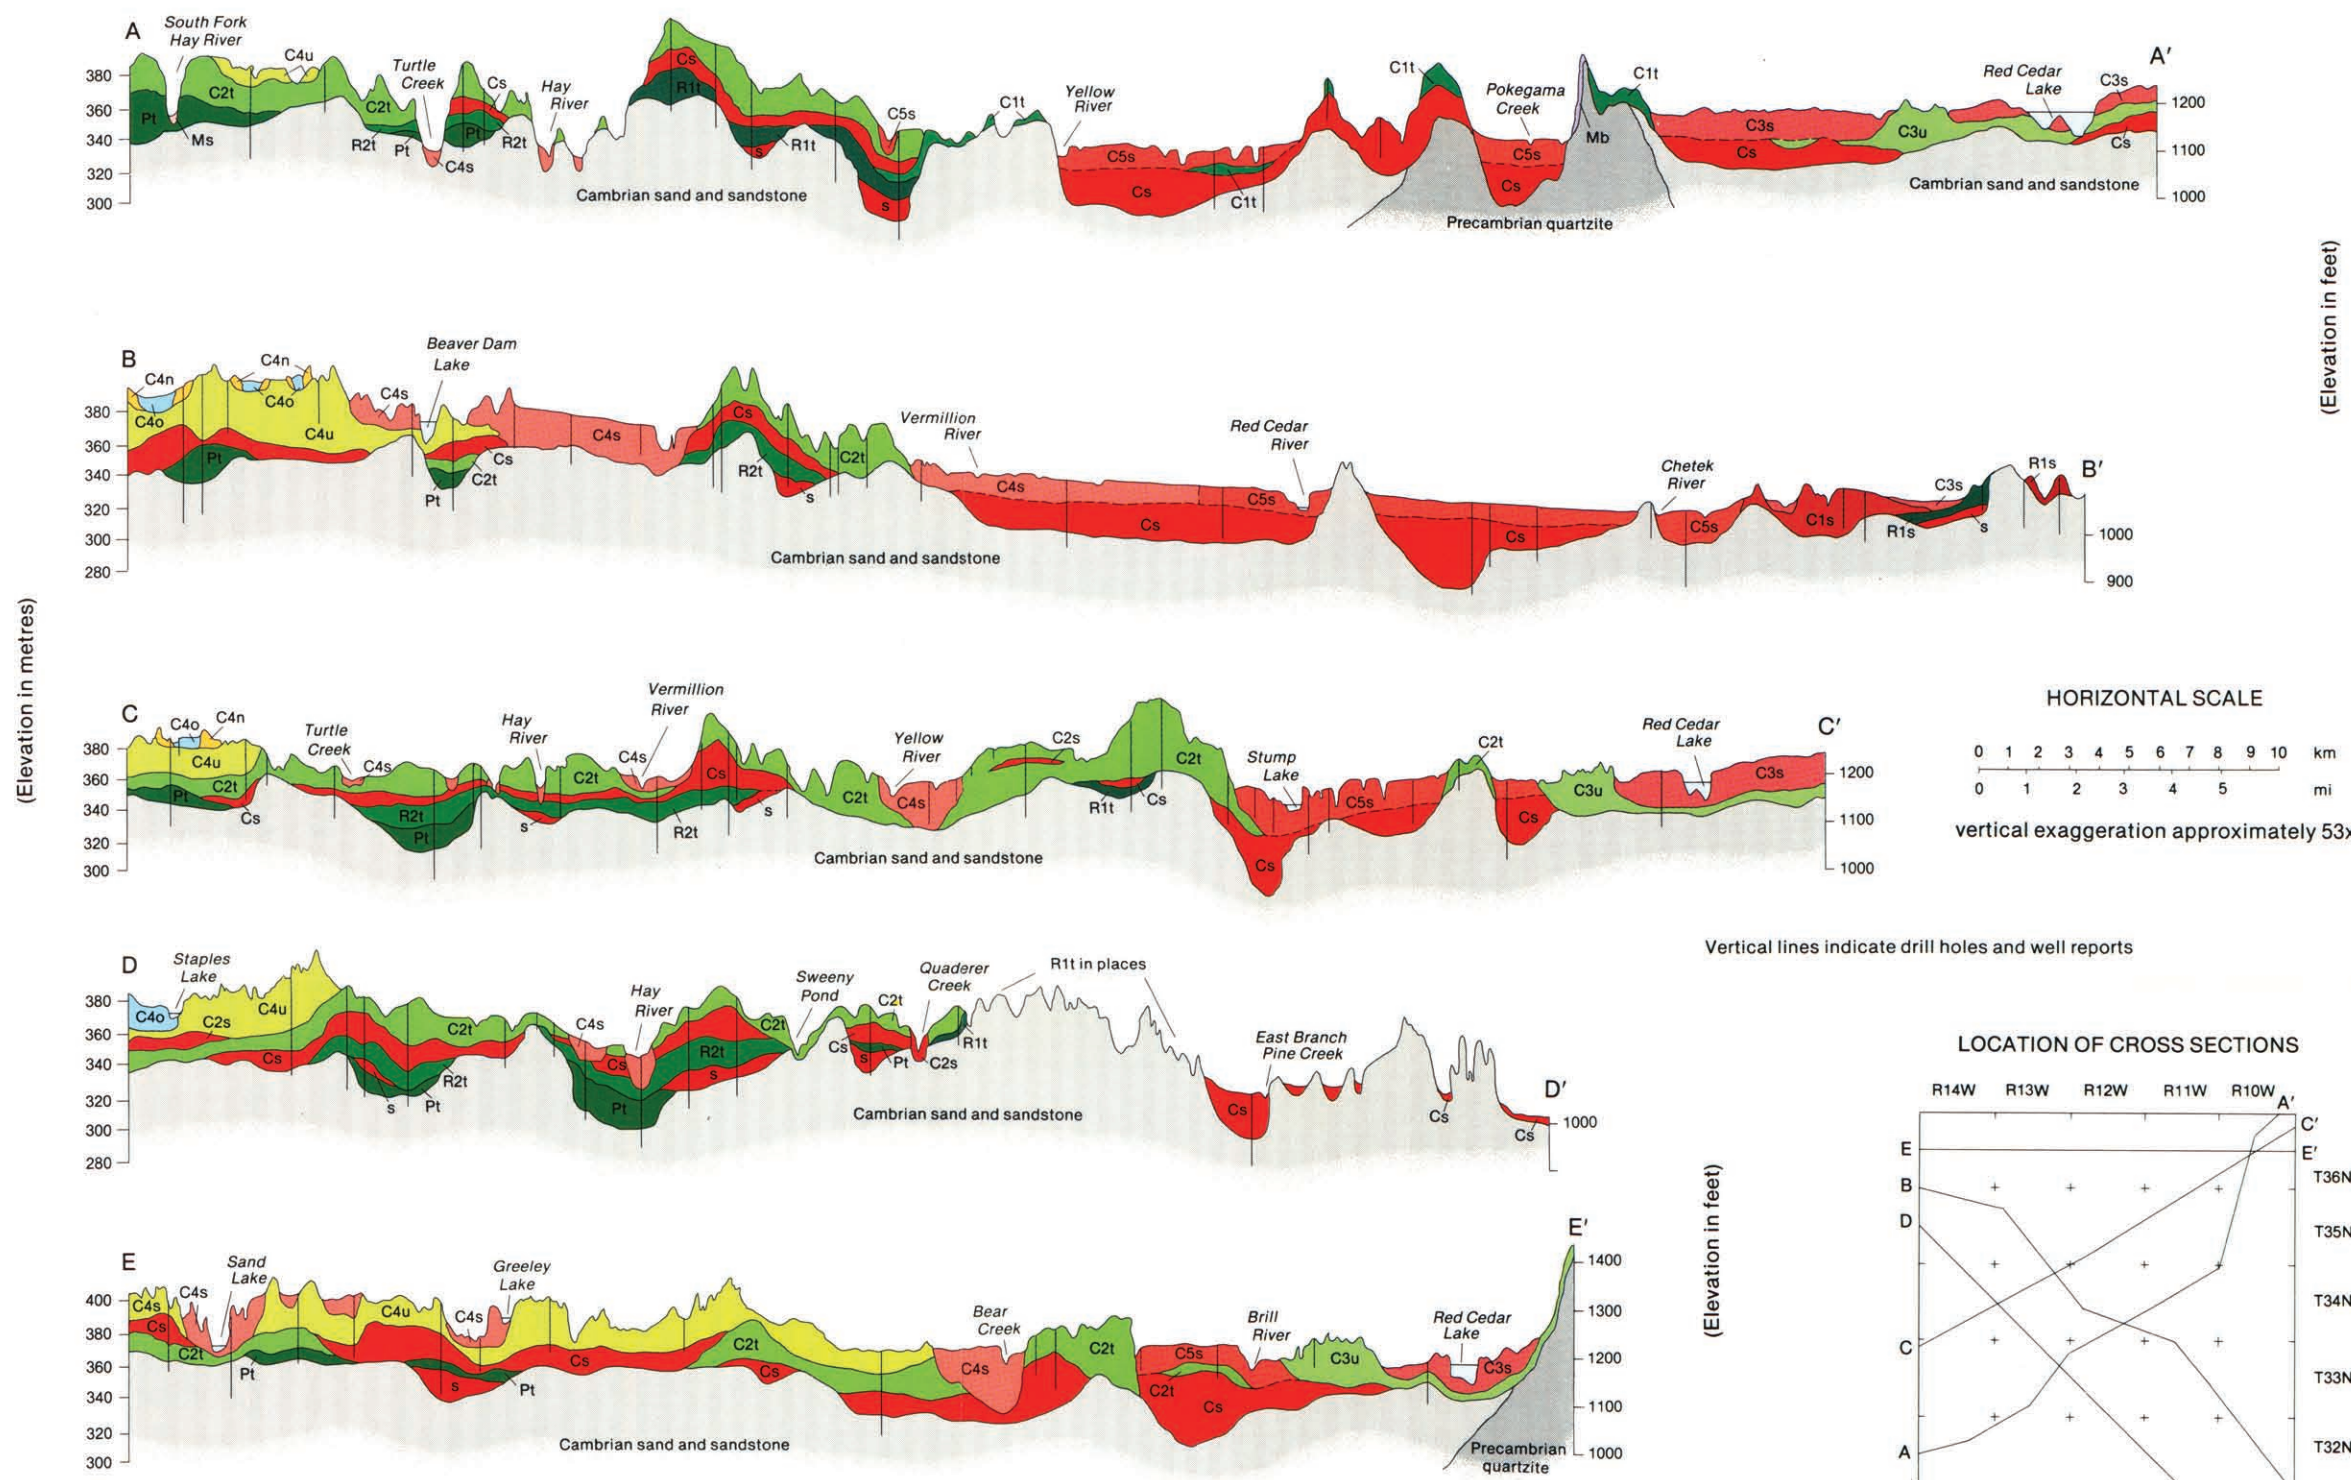 A
South Fork
Hay River
C4u
C2t
Pt
Ms
Turtle
Creek
C2t
R2t
Pt
C4s
Cs
Pt
R2t
Hay
River
Cs
R1t
s
R1t
C5s
s
C1t
Yellow
River
C5s
Cs
C1t
C1t
Pokegama
Creek
C5s
Cs
Mb
C1t
C3s
Cs
C3u
Red Cedar
Lake
C3s
Cs
A′
380
360
340
320
300
1200
1100
1000
Cambrian sand and sandstone
Precambrian quartzite
Cambrian sand and sandstone
(Elevation in feet)
B
C4n
C4o
C4n
C4o
C4u
Pt
C4s
Beaver Dam
Lake
Cs
C2t
Pt
C4s
Cs
R2t
s
C2t
Vermillion
River
C4s
Cs
C5s
Red Cedar
River
Cs
Chetek
River
C5s
C1s
C3s
R1s
s
R1s
B′
380
360
340
320
300
280
1000
900
Cambrian sand and sandstone
(Elevation in metres)
C
C4o
C4n
C4u
C2t
Pt
Cs
Turtle
Creek
C4s
R2t
Pt
Hay
River
C2t
s
C4s
Vermillion
River
Cs
R2t
s
C2t
Yellow
River
C4s
C2s
R1t
Cs
C2t
Stump
Lake
Cs
C5s
C2t
Cs
C3u
Red Cedar
Lake
C3s
C′
380
360
340
320
300
1200
1100
1000
Cambrian sand and sandstone
HORIZONTAL SCALE
0 1 2 3 4 5 6 7 8 9 10 km
0 1 2 3 4 5 mi
vertical exaggeration approximately 53x
Vertical lines indicate drill holes and well reports
D
Staples
Lake
C4o
C2s
C4u
Cs
C2t
R2t
s
Pt
C4s
Cs
Pt
Hay
River
R2t
s
C2t
Sweeny
Pond
C2t
Cs
s
Pt
Quaderer
Creek
C2s
R1t
R1t in places
East Branch
Pine Creek
Cs
Cs
Cs
D′
380
360
340
320
300
280
1000
Cambrian sand and sandstone
E
C4s
Cs
C4s
C2t
Sand
Lake
Pt
C4u
C4s
Greeley
Lake
s
Pt
Cs
C2t
Cs
Bear
Creek
C4s
C2t
C5s
C2t
Cs
Brill
River
C3u
Red Cedar
Lake
C3s
E′
400
380
360
340
320
300
1400
1300
1200
1100
1000
Cambrian sand and sandstone
Precambrian
quartzite
(Elevation in feet)
LOCATION OF CROSS SECTIONS
R14W R13W R12W R11W R10W
A′
C′
E′
E
B
D
C
A
T36N
T35N
T34N
T33N
T32N